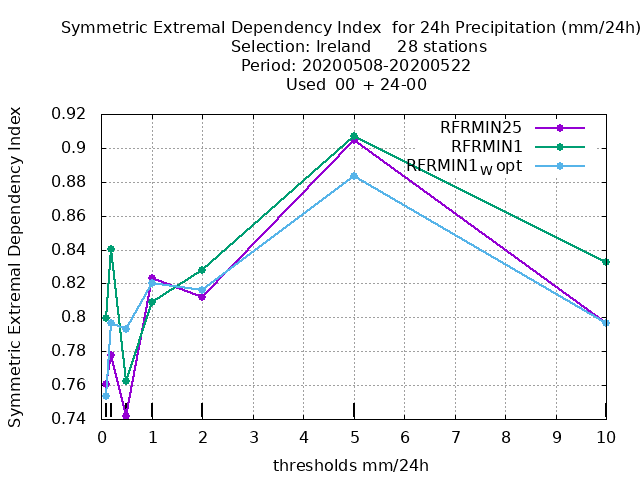 Symmetric Extremal Dependency Index  for 24h Precipitation (mm/24h)
Selection: Ireland     28 stations
Period: 20200508-20200522
Used  00  + 24-00
Symmetric Extremal Dependency Index
0.92
0.9
0.88
0.86
0.84
0.82
0.8
0.78
0.76
0.74
RFRMIN25
RFRMIN1
RFRMIN1W opt
0 1 2 3 4 5 6 7 8 9 10
thresholds mm/24h